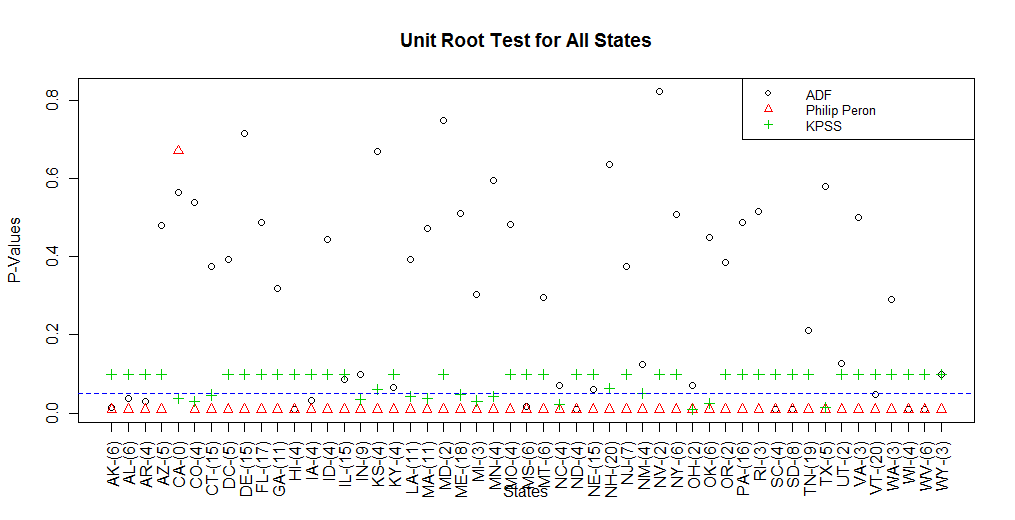 Unit Root Test for All States
ADF
Philip Peron
KPSS
P-Values
0.8
0.6
0.4
0.2
0.0
AK-(6)
AL-(6)
AR-(4)
AZ-(5)
CA-(0)
CO-(4)
CT-(15)
DC-(5)
DE-(15)
FL-(17)
GA-(11)
HI-(4)
IA-(4)
ID-(4)
IL-(15)
IN-(9)
KS-(4)
KY-(4)
LA-(11)
MA-(11)
MD-(2)
ME-(18)
MI-(3)
MN-(4)
MO-(4)
MS-(6)
MT-(6)
NC-(4)
ND-(4)
NE-(15)
NH-(20)
NJ-(7)
NM-(4)
NV-(2)
NY-(6)
OH-(2)
OK-(6)
OR-(2)
PA-(16)
RI-(3)
SC-(4)
SD-(8)
TN-(19)
TX-(5)
UT-(2)
VA-(3)
VT-(20)
WA-(3)
WI-(4)
WV-(6)
WY-(3)
States